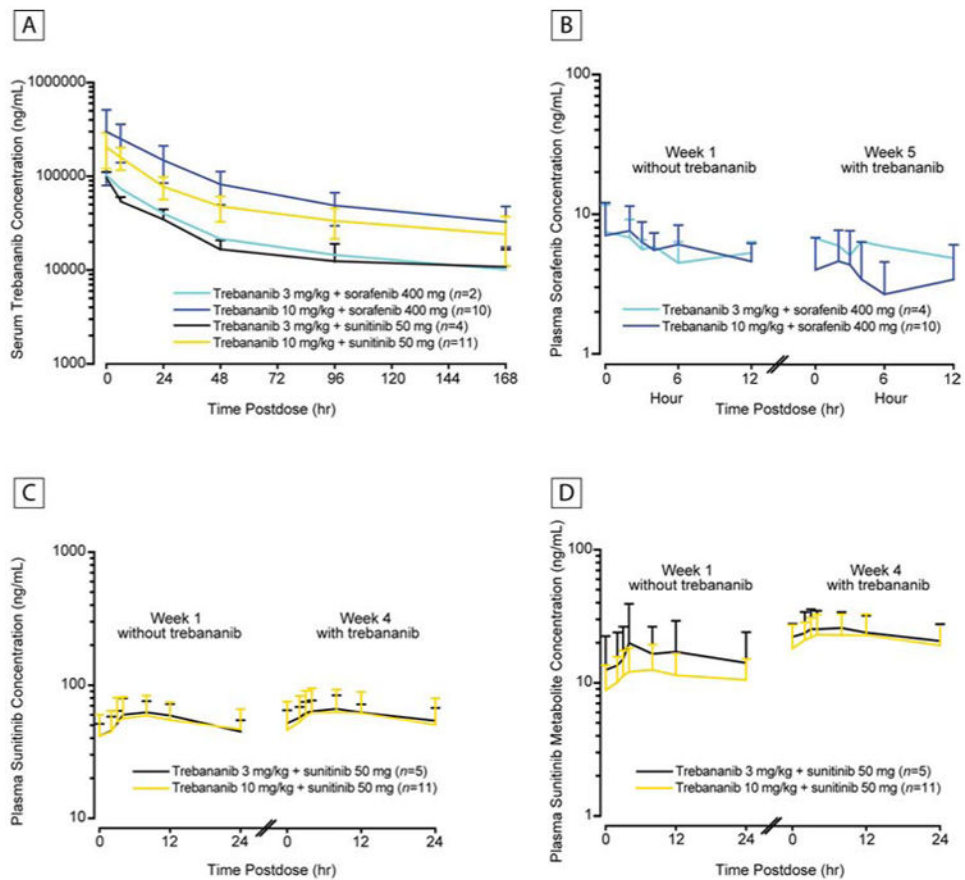 A
Serum Trebananib Concentration (ng/mL)
1000000
100000
10000
1000
Trebananib 3 mg/kg + sorafenib 400 mg (n=2)
Trebananib 10 mg/kg + sorafenib 400 mg (n=10)
Trebananib 3 mg/kg + sunitinib 50 mg (n=4)
Trebananib 10 mg/kg + sunitinib 50 mg (n=11)
0 24 48 72 96 120 144 168
Time Postdose (hr)
B
Plasma Sorafenib Concentration (ng/mL)
100
10
1
Week 1
without trebananib
Week 5
with trebananib
Trebananib 3 mg/kg + sorafenib 400 mg (n=4)
Trebananib 10 mg/kg + sorafenib 400 mg (n=10)
0 6 12 0 6 12
Hour Hour
Time Postdose (hr)
C
Plasma Sunitinib Concentration (ng/mL)
1000
100
10
Week 1
without trebananib
Week 4
with trebananib
Trebananib 3 mg/kg + sunitinib 50 mg (n=5)
Trebananib 10 mg/kg + sunitinib 50 mg (n=11)
0 12 24 0 12 24
Time Postdose (hr)
D
Plasma Sunitinib Metabolite Concentration (ng/mL)
100
10
1
Week 1
without trebananib
Week 4
with trebananib
Trebananib 3 mg/kg + sunitinib 50 mg (n=5)
Trebananib 10 mg/kg + sunitinib 50 mg (n=11)
0 12 24 0 12 24
Time Postdose (hr)